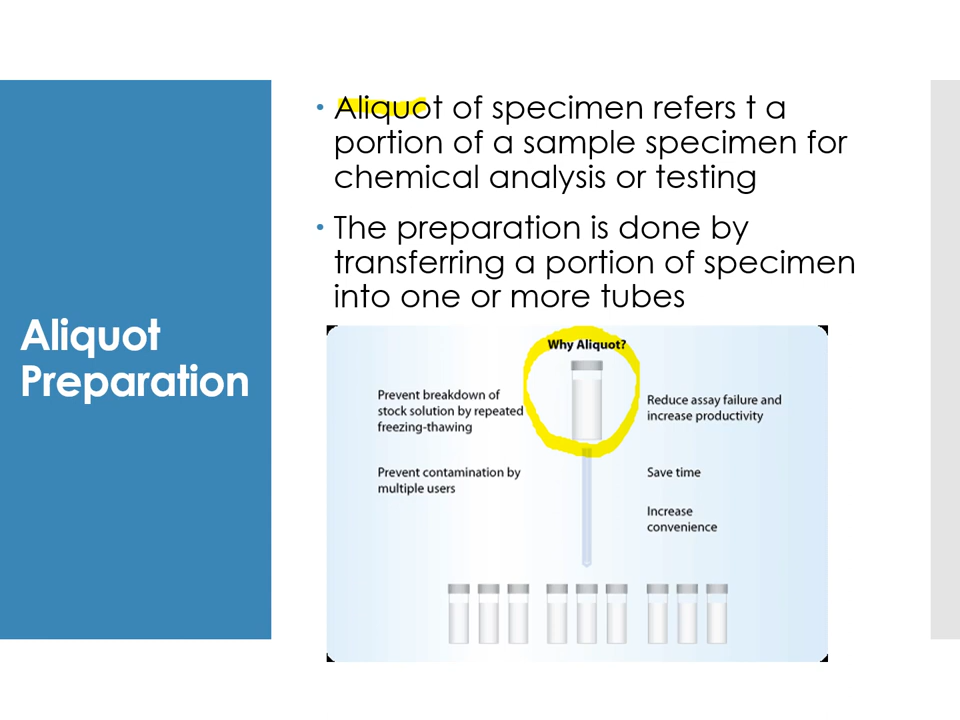 Aliquot
Preparation
• Aliquot of specimen refers t a
portion of a sample specimen for
chemical analysis or testing
• The preparation is done by
transferring a portion of specimen
into one or more tubes
Why Aliquot?
Prevent breakdown of
stock solution by repeated
freezing-thawing
Prevent contamination by
multiple users
Reduce assay failure and
increase productivity
Save time
Increase
convenience